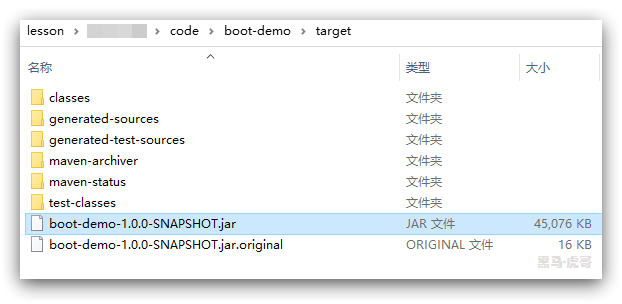 lesson > code > boot-demo > target
名称 类型 大小
classes 文件夹
generated-sources 文件夹
generated-test-sources 文件夹
maven-archiver 文件夹
maven-status 文件夹
test-classes 文件夹
boot-demo-1.0.0-SNAPSHOT.jar JAR 文件 45,076 KB
boot-demo-1.0.0-SNAPSHOT.jar.original ORIGINAL 文件 16 KB
黑马·虎哥